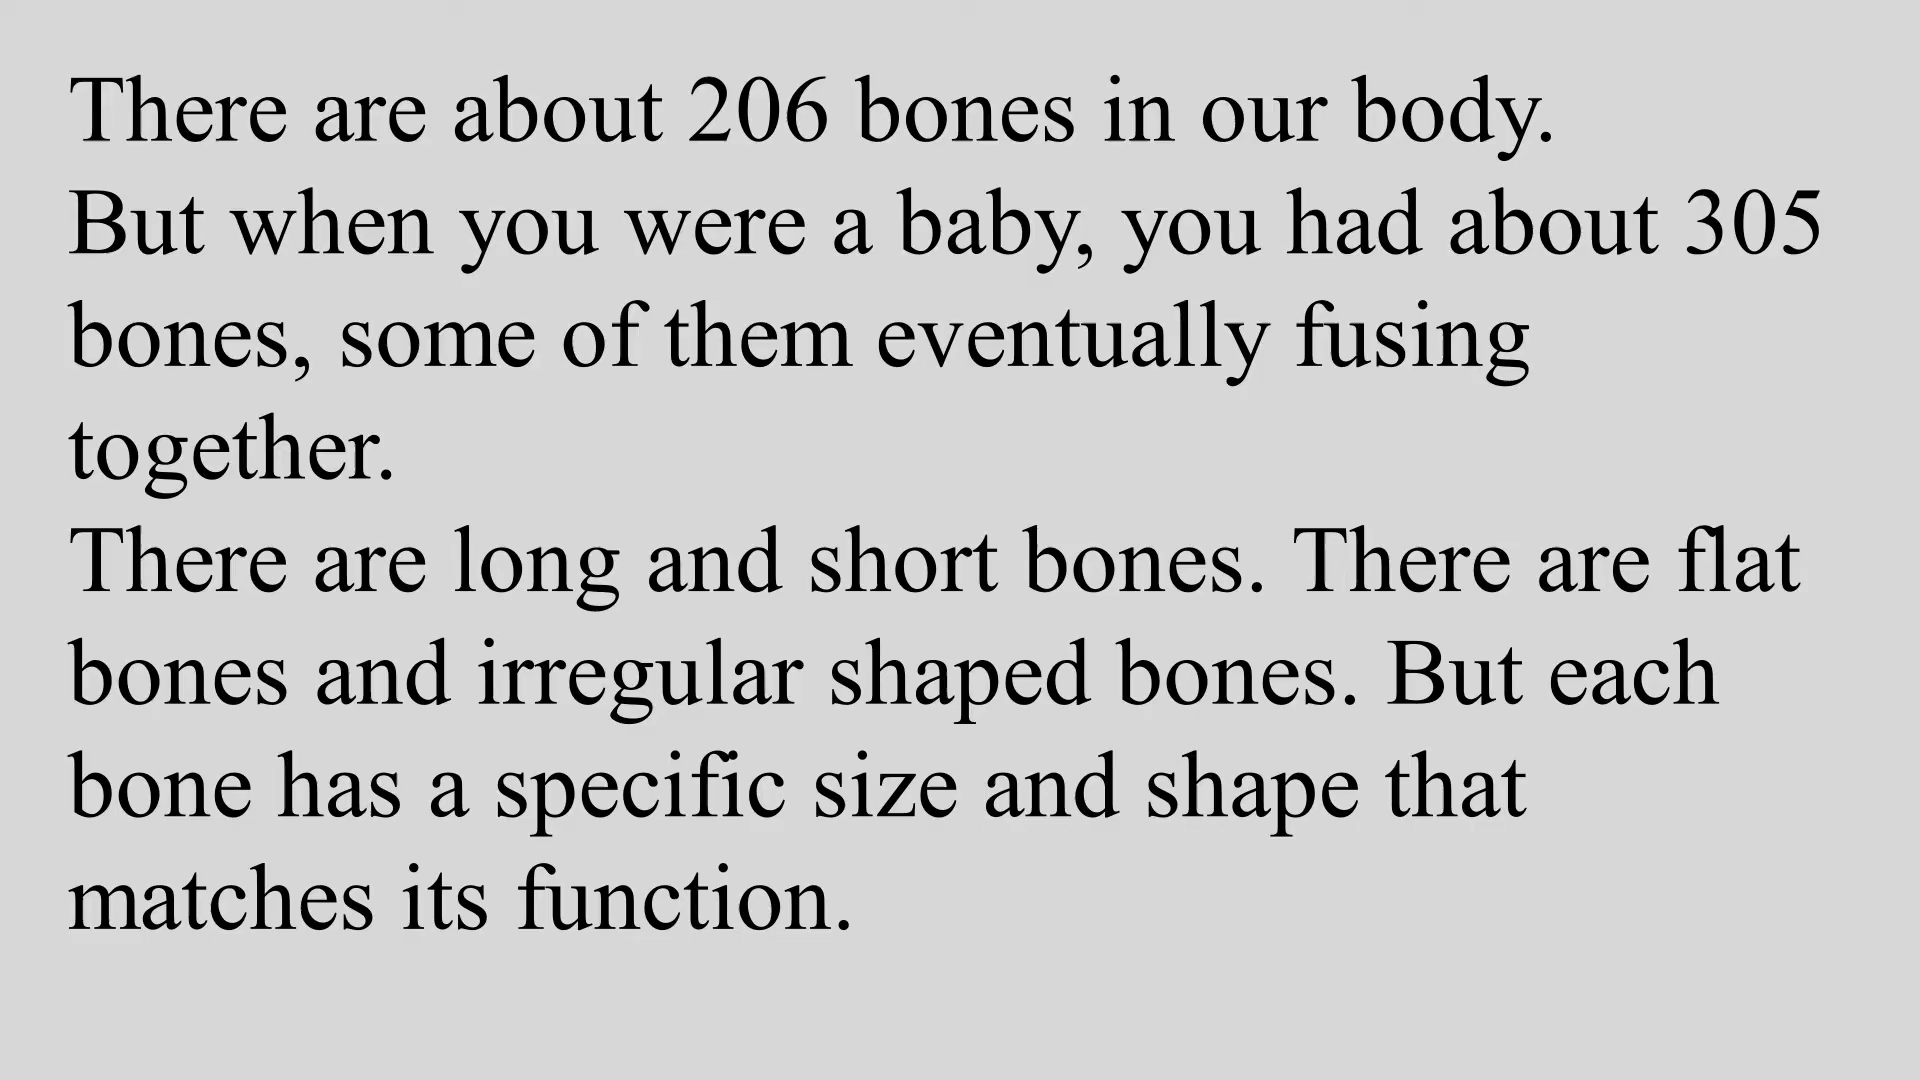 There are about 206 bones in our body.
But when you were a baby, you had about 305
bones, some of them eventually fusing
together.
There are long and short bones. There are flat
bones and irregular shaped bones. But each
bone has a specific size and shape that
matches its function.